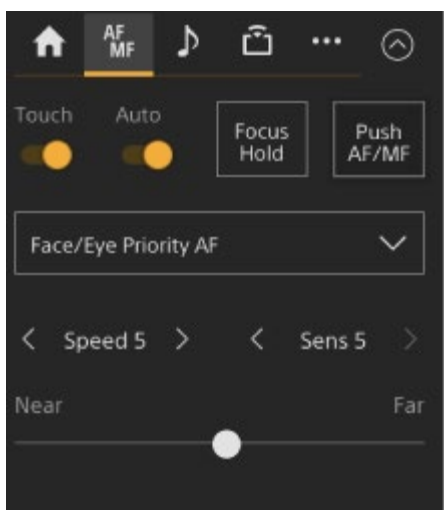 AF
MF
Touch Auto
Focus
Hold
Push
AF/MF
Face/Eye Priority AF
Speed 5
Sens 5
Near
Far